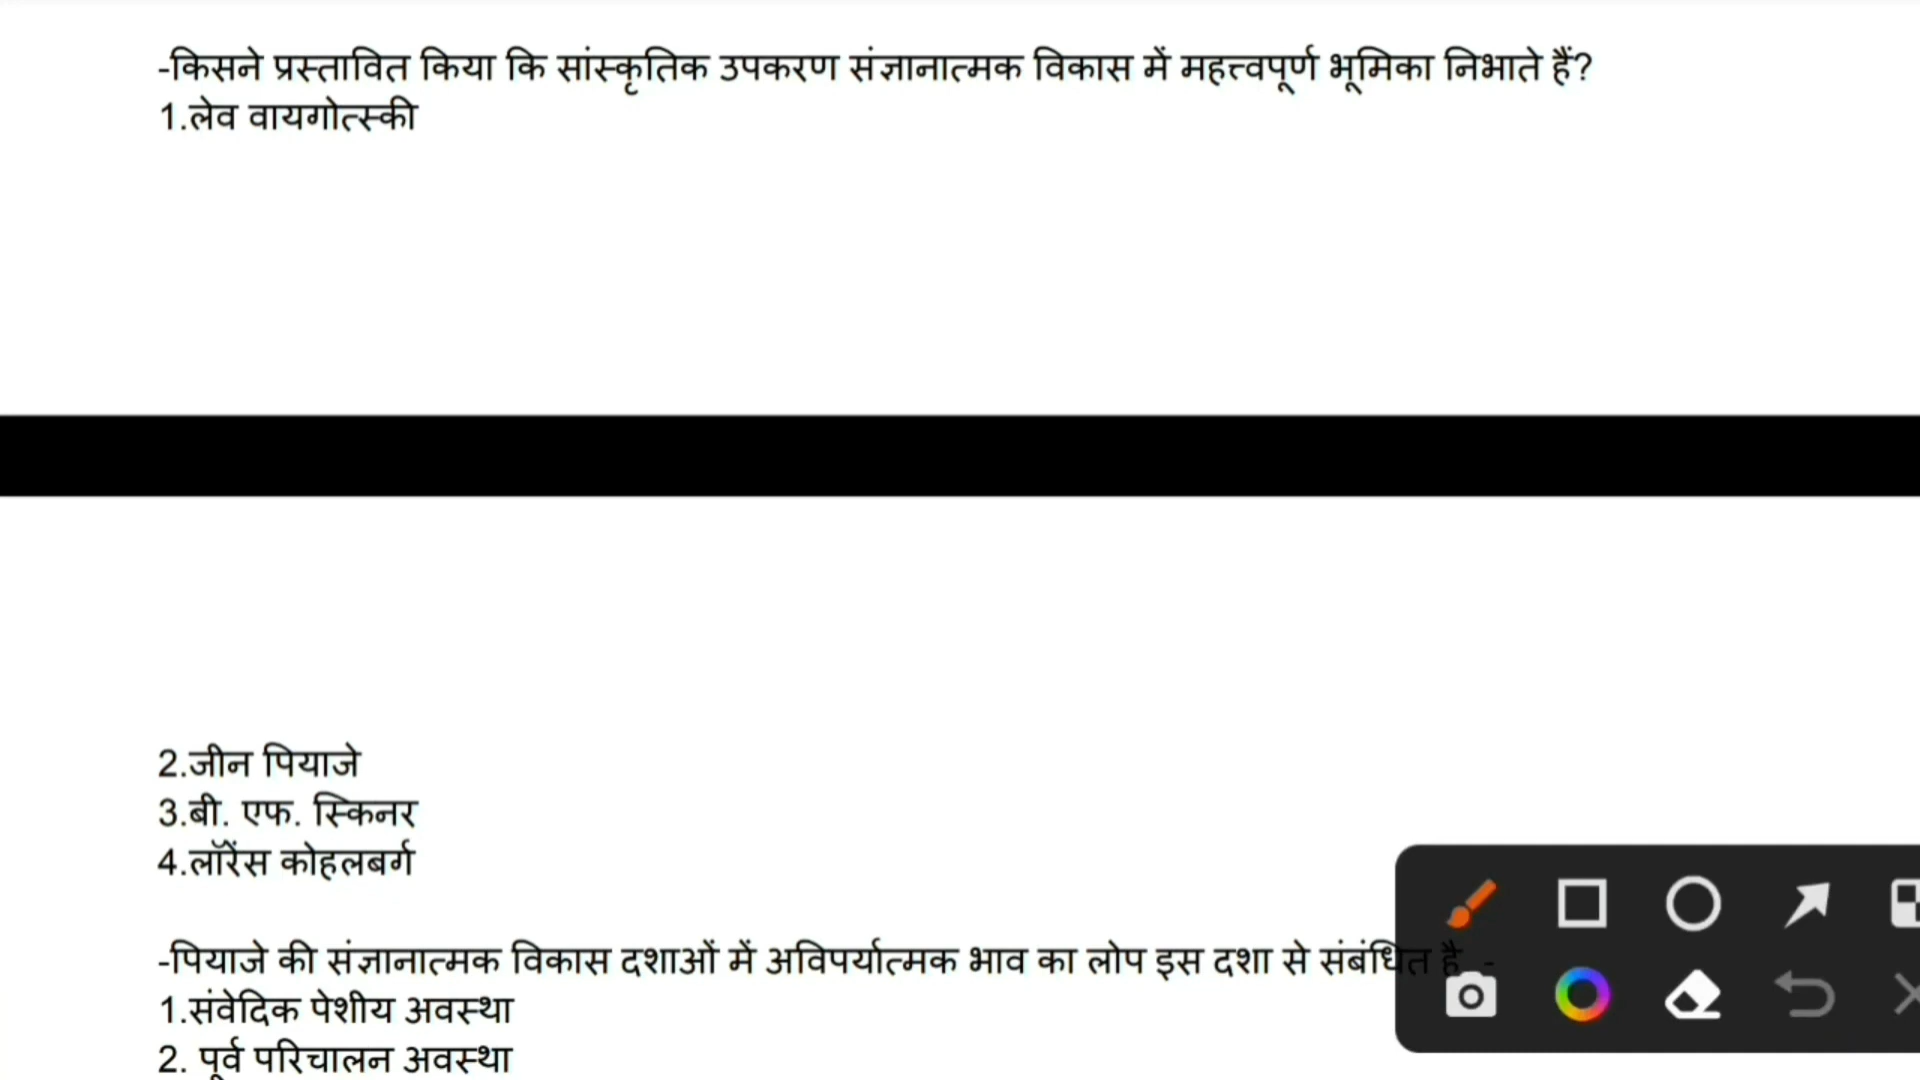 -किसने प्रस्तावित किया कि सांस्कृतिक उपकरण संज्ञानात्मक विकास में महत्त्वपूर्ण भूमिका निभाते हैं?
1.लेव वायगोत्स्की
2.जीन पियाजे
3.बी. एफ. स्किनर
4.लॉरेंस कोहलबर्ग
-पियाजे की संज्ञानात्मक विकास दशाओं में अविपर्यात्मक भाव का लोप इस दशा से संबंधित है -
1.संवेदिक पेशीय अवस्था
2. पूर्व परिचालन अवस्था